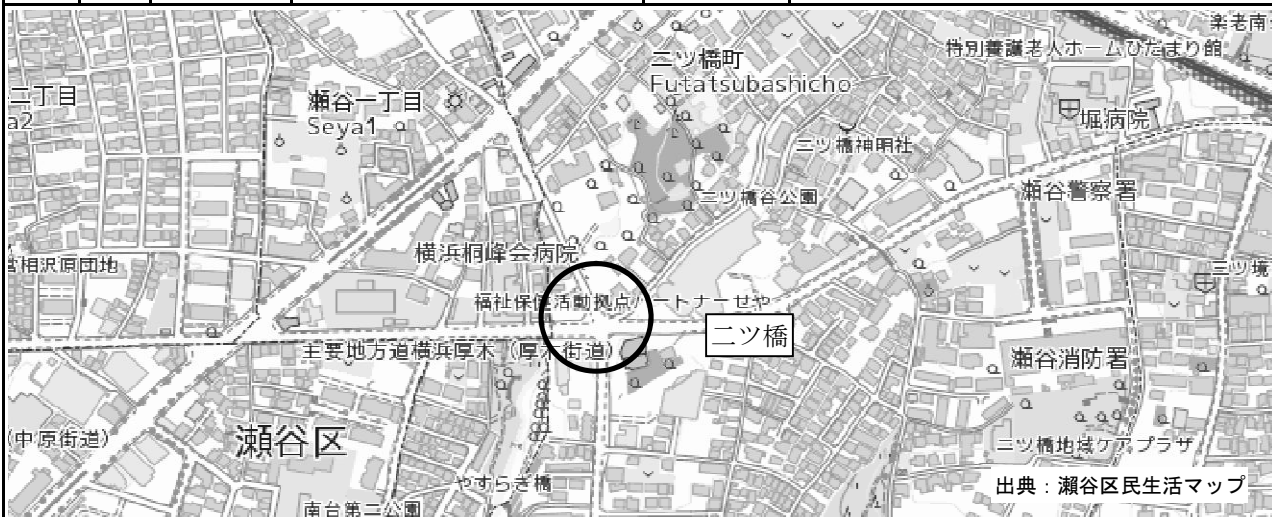 楽老南
二ツ橋町
Futatsubashicho
特別養護老人ホームひだまり館
二丁目
a2
瀬谷一丁目
Seya1
堀病院
二ツ橋神明社
二ツ橋谷公園
瀬谷警察署
横浜桐峰会病院
営相沢原団地
三ツ境
福祉保健活動拠点パートナーせや
二ツ橋
主要地方道横浜厚木(厚木街道)
瀬谷消防署
(中原街道)
瀬谷区
二ツ橋地域ケアプラザ
やすらぎ橋
出典:瀬谷区民生活マップ
南台第二公園